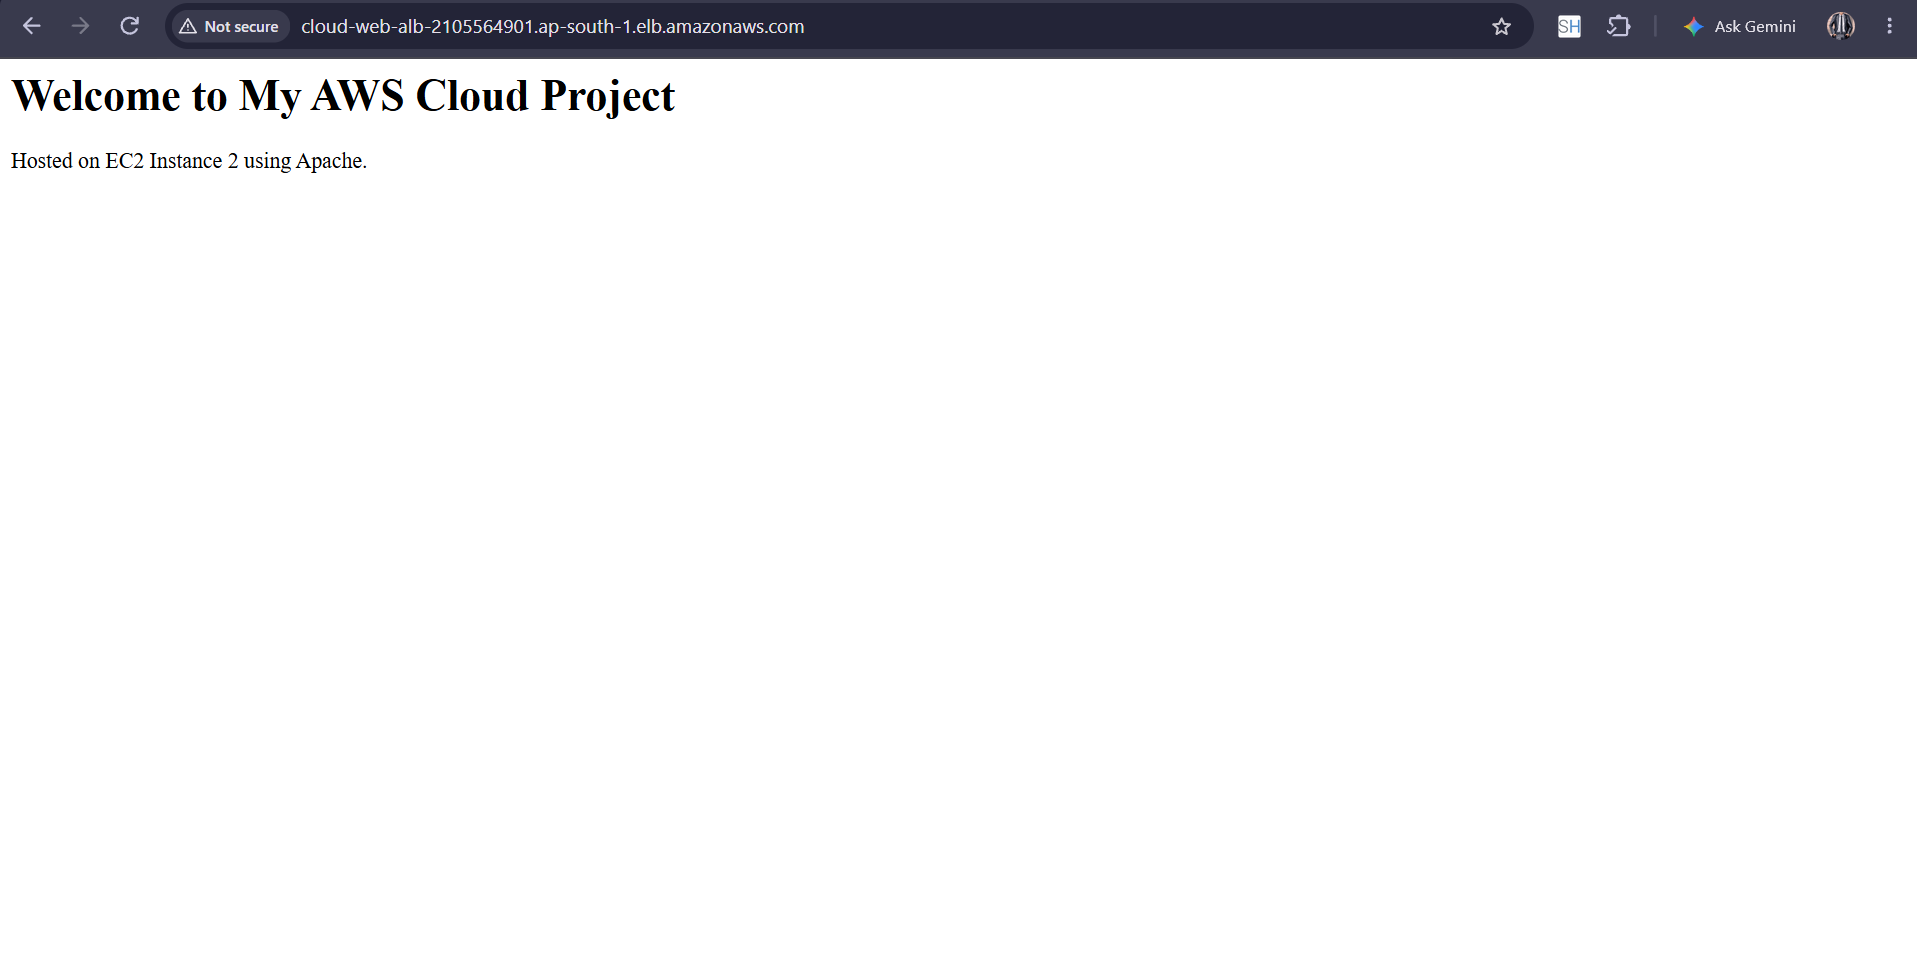 Not secure
cloud-web-alb-2105564901.ap-south-1.elb.amazonaws.com
SH
Ask Gemini
Welcome to My AWS Cloud Project
Hosted on EC2 Instance 2 using Apache.